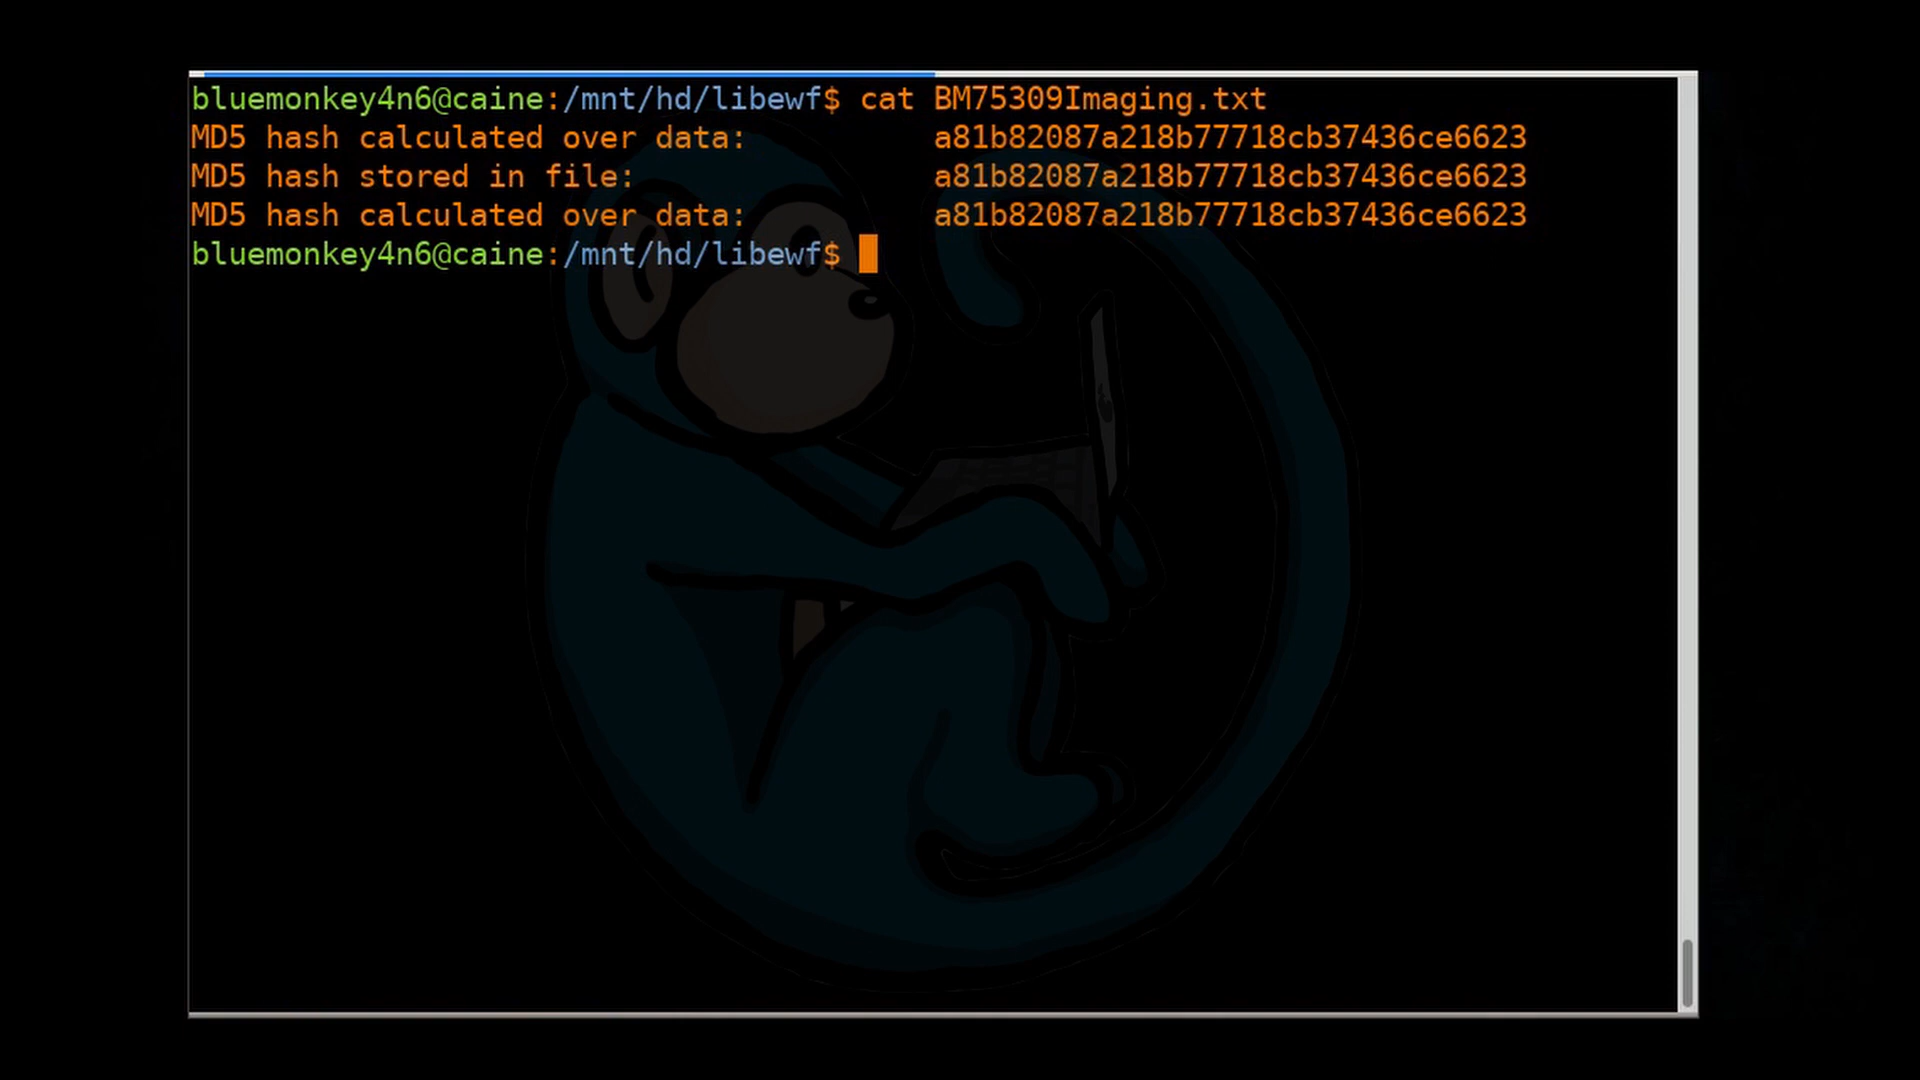 bluemonkey4n6@caine:/mnt/hd/libewf$ cat BM75309Imaging.txt
MD5 hash calculated over data:          a81b82087a218b77718cb37436ce6623
MD5 hash stored in file:                a81b82087a218b77718cb37436ce6623
MD5 hash calculated over data:          a81b82087a218b77718cb37436ce6623
bluemonkey4n6@caine:/mnt/hd/libewf$